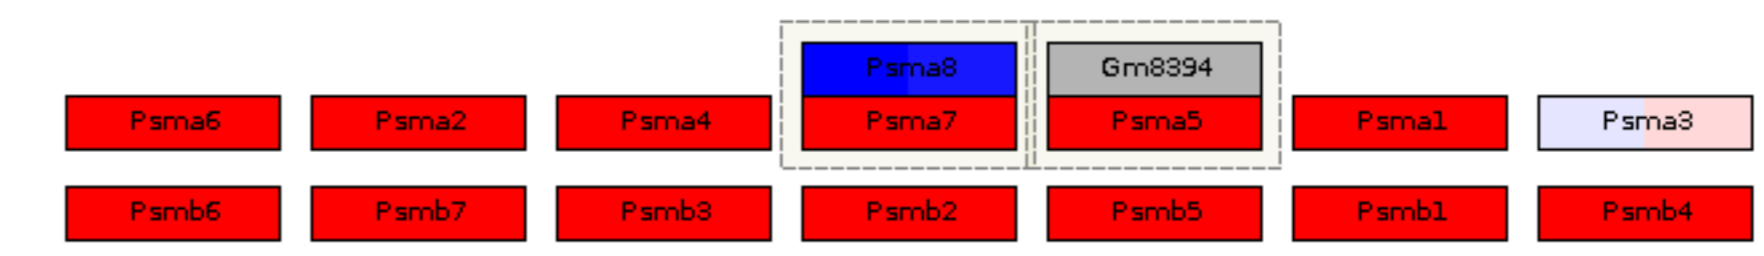 Psma8 Gm8394
Psma6 Psma2 Psma4 Psma7 Psma5 Psma1 Psma3
Psmb6 Psmb7 Psmb3 Psmb2 Psmb5 Psmb1 Psmb4